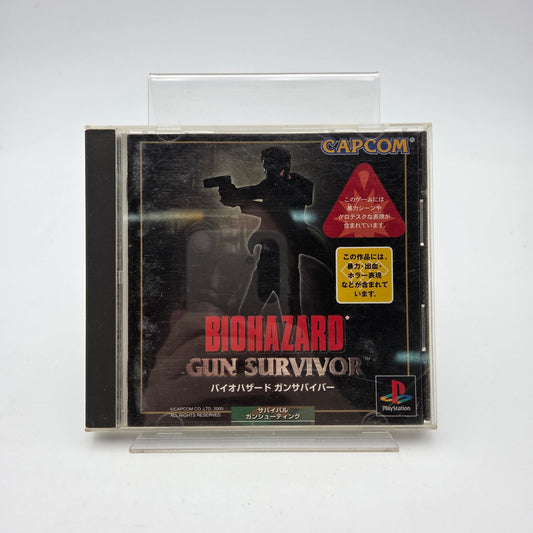 CAPCOM®
このゲームには
暴力シーンや
グロテスクな表現が
含まれています。
この作品には、
暴力・出血・
ホラー表現
などが含まれて
います。
BIOHAZARD®
GUN SURVIVOR™
バイオハザード ガンサバイバー
©CAPCOM CO., LTD. 2000
ALL RIGHTS RESERVED.
サバイバル
ガンシューティング
PlayStation